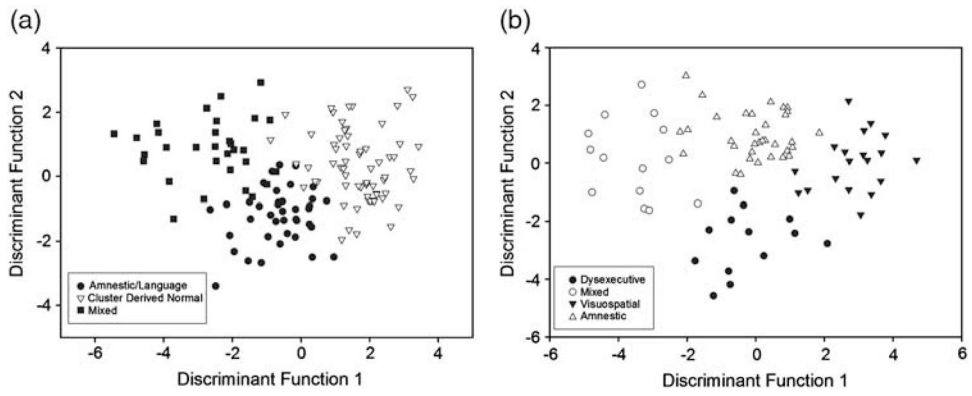 (a)
4
2
0
-2
-4
-6
-4
-2
0
2
4
Discriminant Function 2
Discriminant Function 1
Amnestic/Language
Cluster Derived Normal
Mixed
(b)
4
2
0
-2
-4
-6
-6
-4
-2
0
2
4
6
Discriminant Function 2
Discriminant Function 1
Dysexecutive
Mixed
Visuospatial
Amnestic